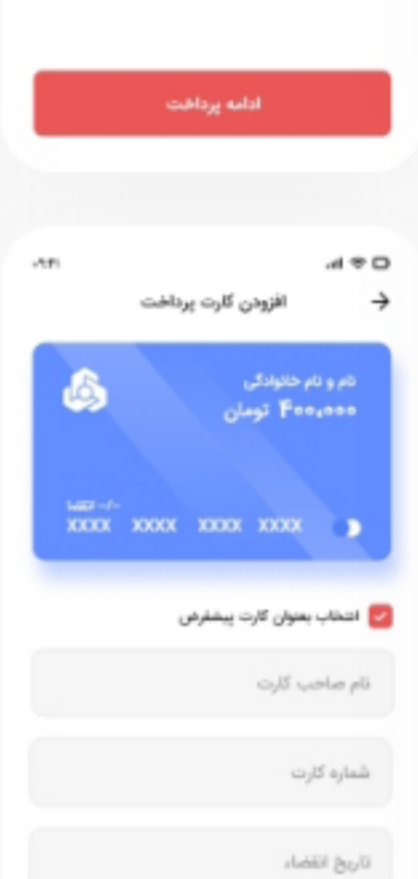 ادامه پرداخت
۰۹:۴۱
افزودن کارت پرداخت
نام و نام خانوادگی
۴۰۰،۰۰۰ تومان
--/-- انقضا
XXXX XXXX XXXX XXXX
انتخاب بعنوان کارت پیشفرض
نام صاحب کارت
شماره کارت
تاریخ انقضاء